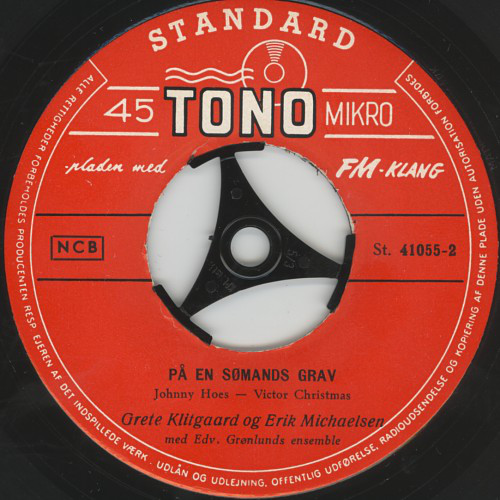 STANDARD
45 TONO MIKRO
pladen med FM-KLANG
NCB
St. 41055-2
PÅ EN SØMANDS GRAV
Johnny Hoes — Victor Christmas
Grete Klitgaard og Erik Michaelsen
med Edv. Grønlunds ensemble
ALLE RETTIGHEDER FORBEHOLDES PRODUCENTEN RESP. EJEREN AF DET INDSPILLEDE VÆRK. UDLÅN OG UDLEJNING, OFFENTLIG UDFØRELSE, RADIOUDSENDELSE OG KOPIERING AF DENNE PLADE UDEN AUTORISATION FORBYDES